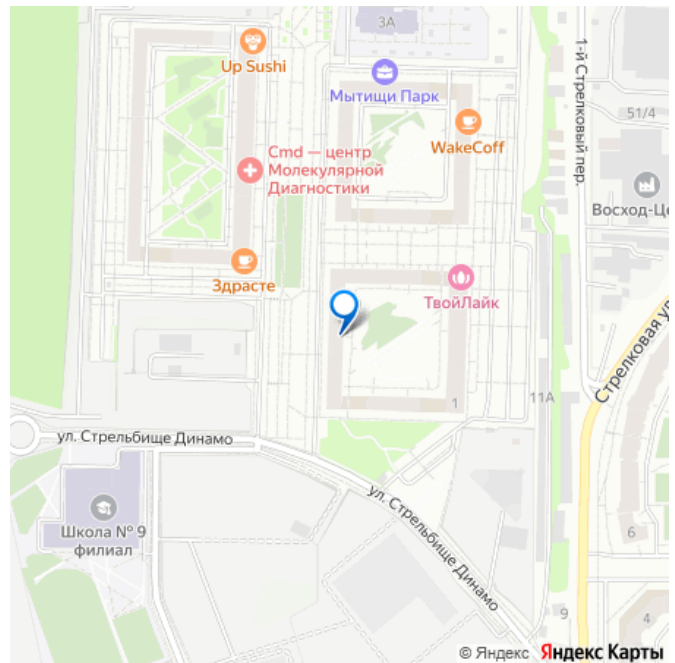 3А
Up Sushi
Мытищи Парк
1-й Стрелковый пер.
51/4
WakeCoff
Cmd — центр
Молекулярной
Диагностики
Восход-Це
Здрасте
ТвойЛайк
Стрелковая ул
1
11А
ул. Стрельбище Динамо
ул. Стрельбище Динамо
Школа № 9
филиал
6
9
4
© Яндекс Яндекс Карты